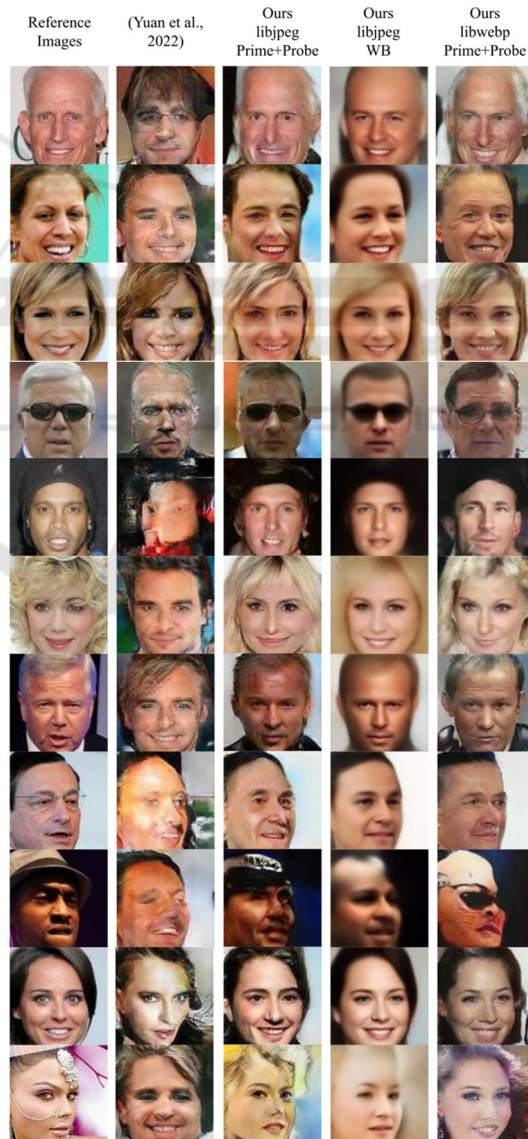 Reference
Images
(Yuan et al.,
2022)
Ours
libjpeg
Prime+Probe
Ours
libjpeg
WB
Ours
libwebp
Prime+Probe